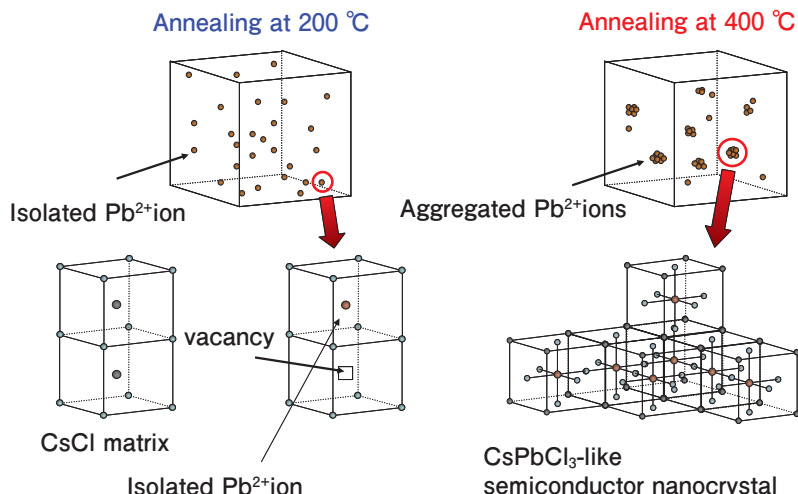 Annealing at 200 ℃
Annealing at 400 ℃
Isolated Pb²⁺ion
Aggregated Pb²⁺ions
vacancy
CsCl matrix
Isolated Pb²⁺ion
CsPbCl₃-like
semiconductor nanocrystal